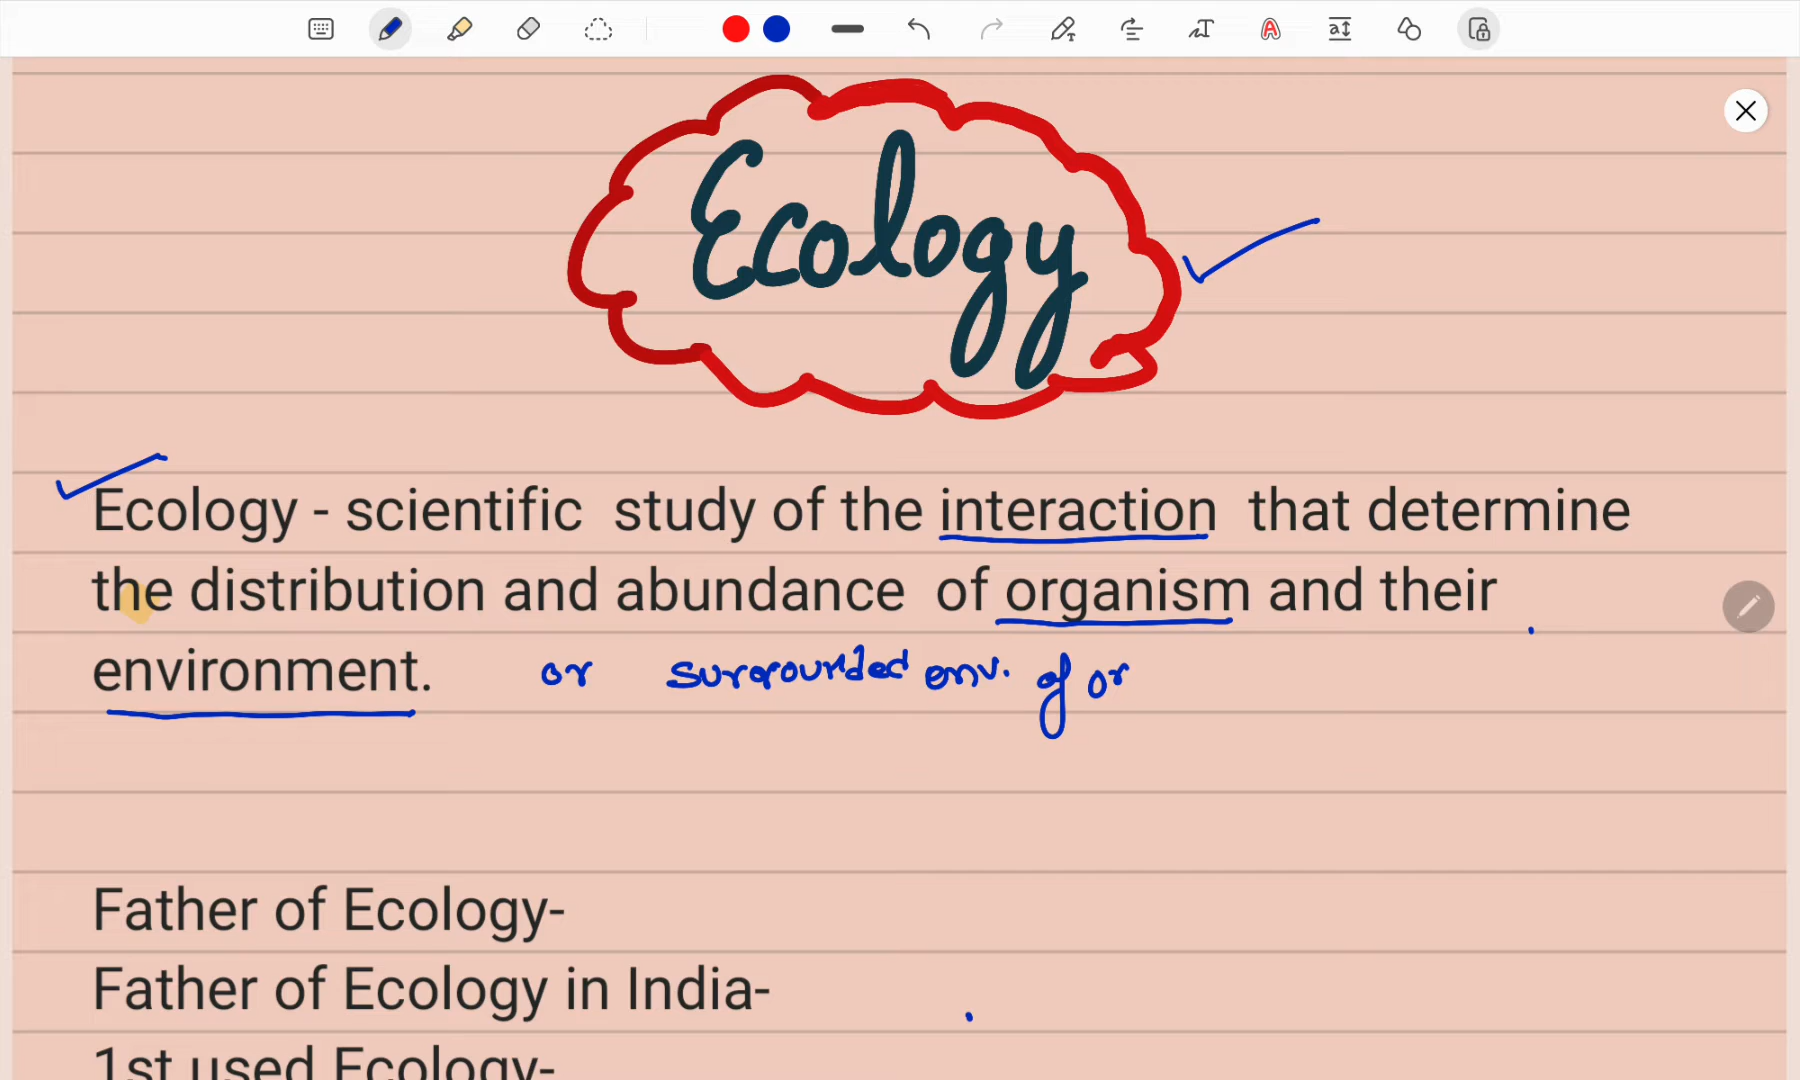 Ecology
Ecology - scientific study of the interaction that determine
the distribution and abundance of organism and their
environment. or surrounded env. of or
Father of Ecology-
Father of Ecology in India-
1st used Ecology-